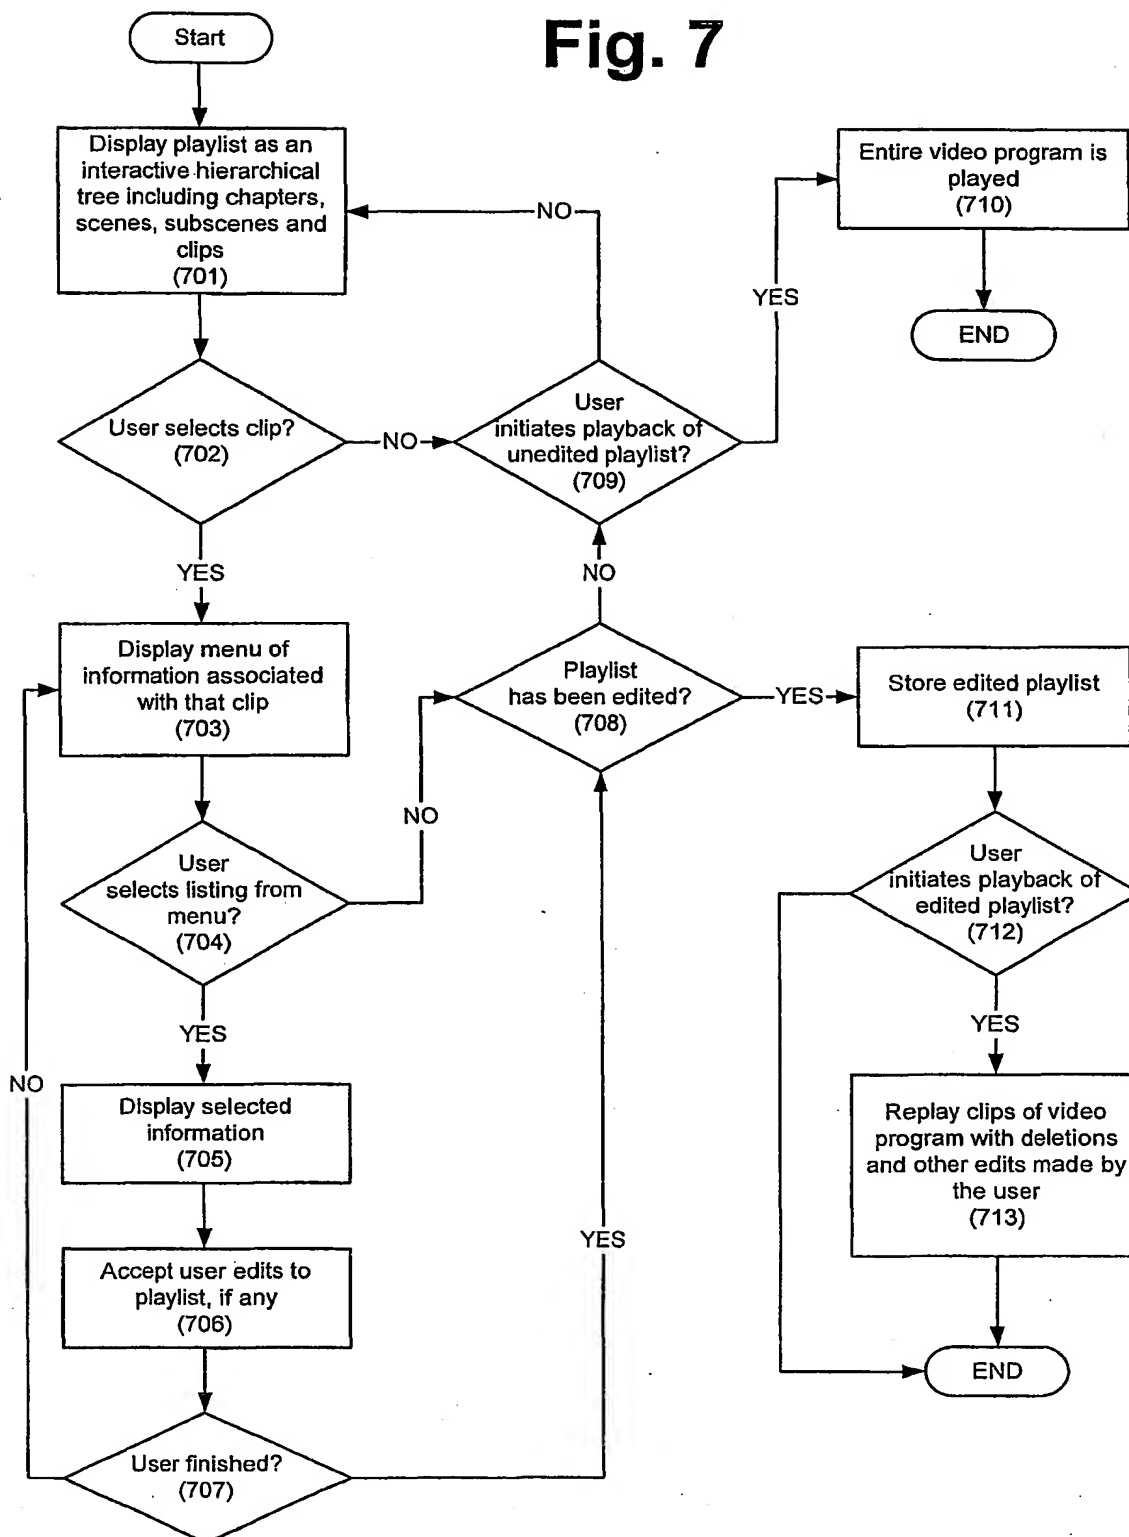 Fig. 7
Start
Display playlist as an
interactive hierarchical
tree including chapters,
scenes, subscenes and
clips
(701)
User selects clip?
(702)
NO
YES
User
initiates playback of
unedited playlist?
(709)
NO
YES
Entire video program is
played
(710)
END
Display menu of
information associated
with that clip
(703)
User
selects listing from
menu?
(704)
NO
YES
Playlist
has been edited?
(708)
NO
YES
Store edited playlist
(711)
User
initiates playback of
edited playlist?
(712)
YES
Replay clips of video
program with deletions
and other edits made by
the user
(713)
END
Display selected
information
(705)
Accept user edits to
playlist, if any
(706)
User finished?
(707)
NO
YES